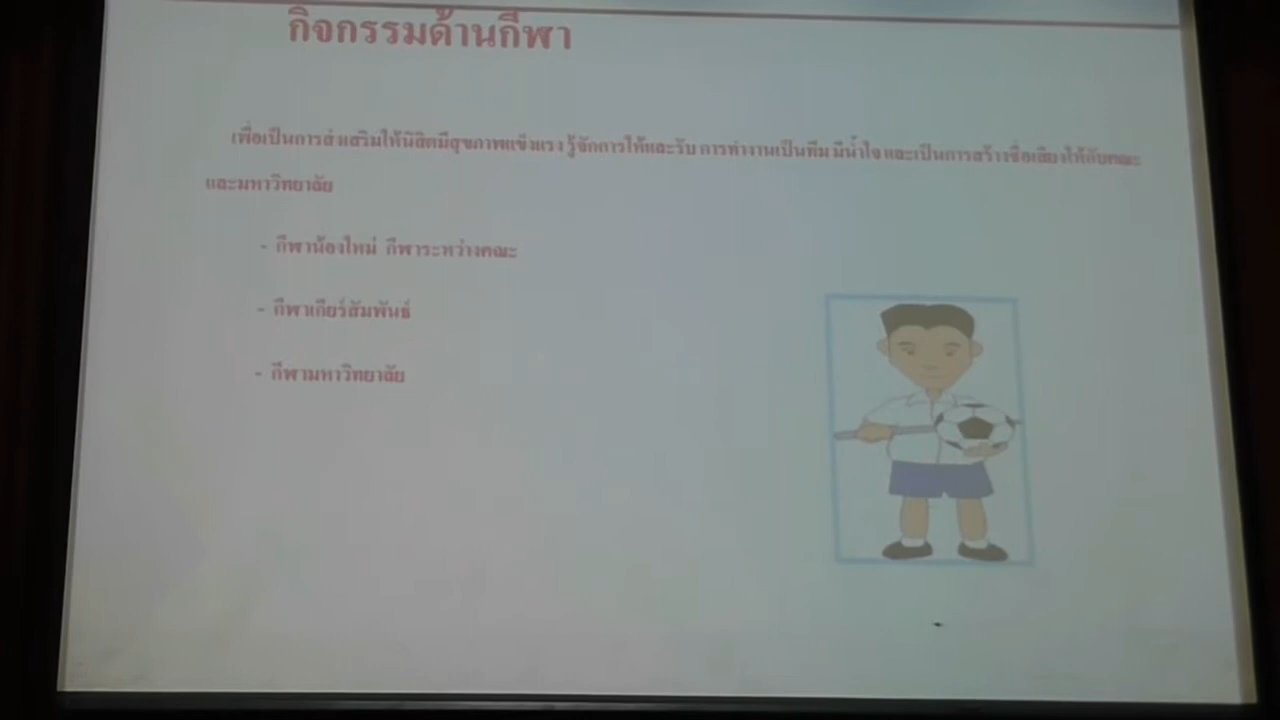 กิจกรรมด้านกีฬา
เพื่อเป็นการส่งเสริมให้นิสิตมีสุขภาพแข็งแรง รู้จักการให้และรับ การทำงานเป็นทีม มีน้ำใจ และเป็นการสร้างชื่อเสียงให้กับคณะ
และมหาวิทยาลัย
- กีฬาน้องใหม่ กีฬาระหว่างคณะ
- กีฬาเกียร์สัมพันธ์
- กีฬามหาวิทยาลัย